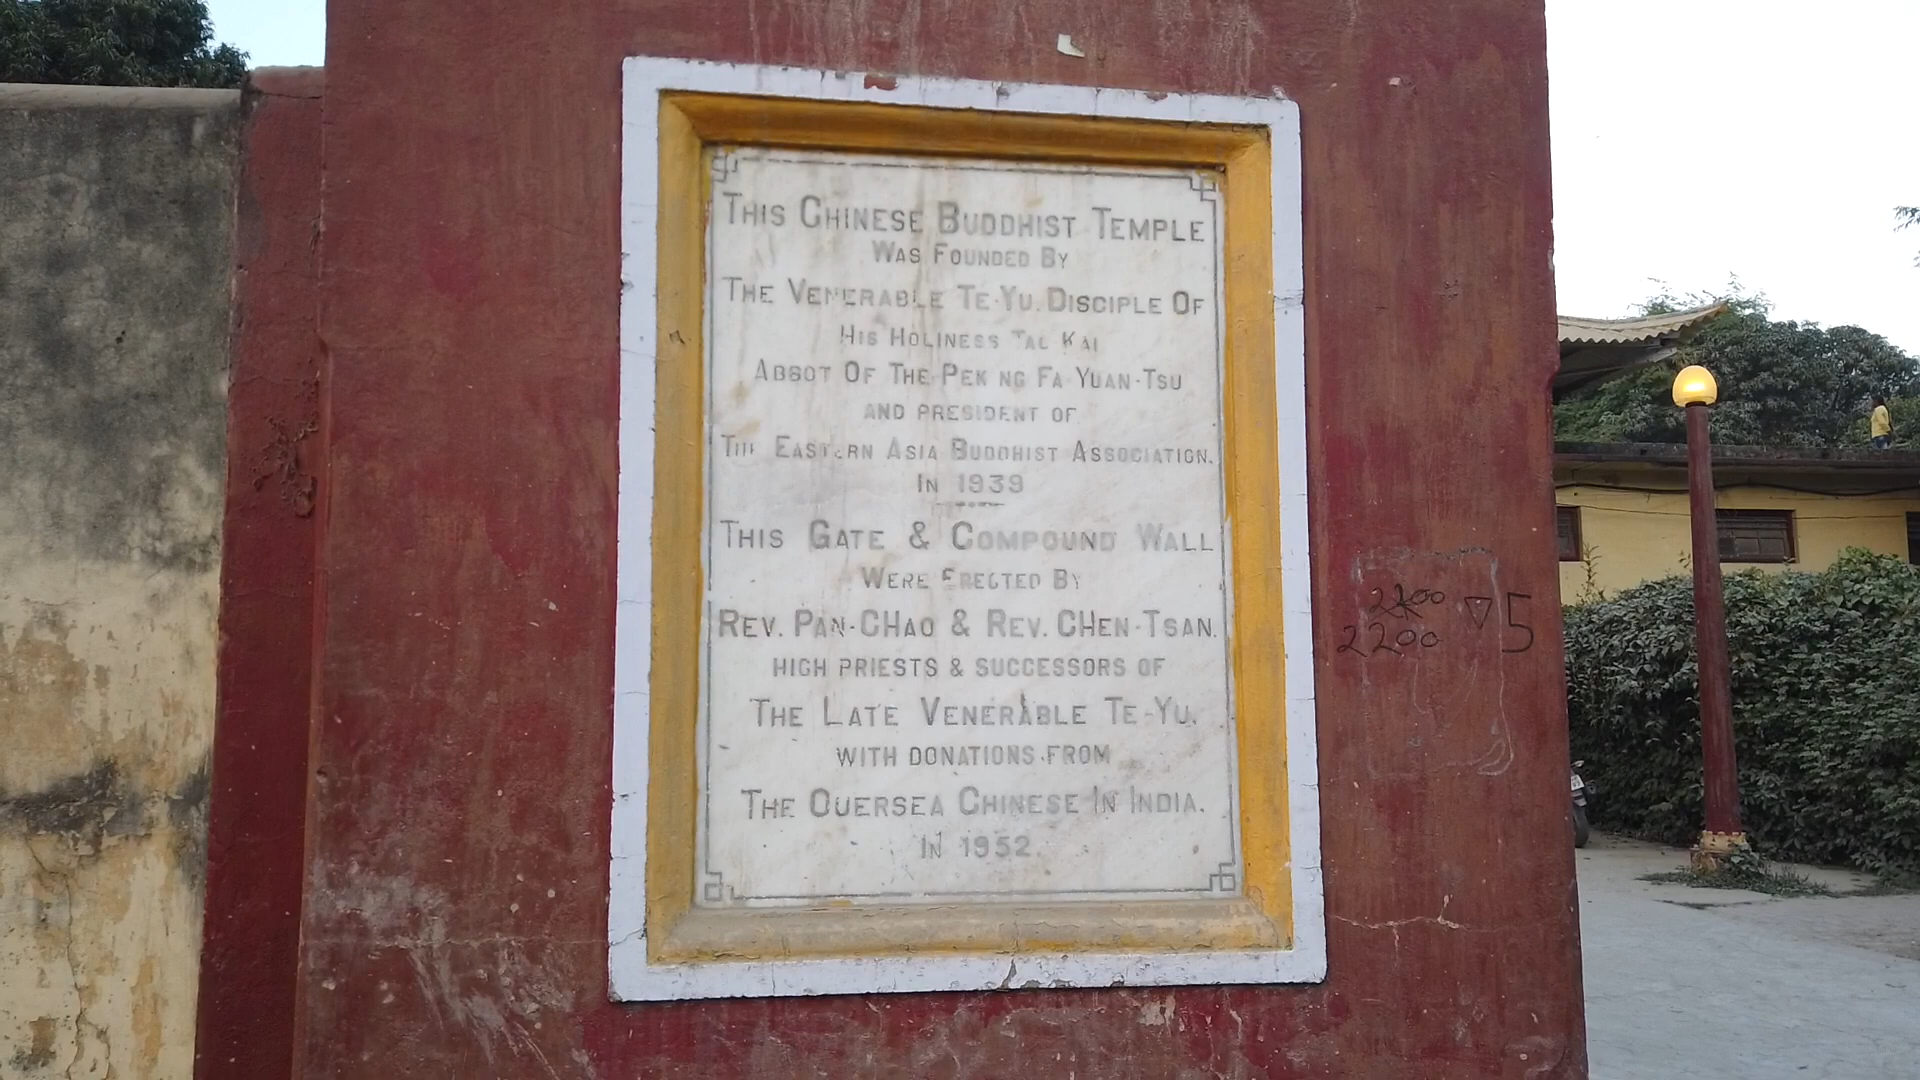 THIS CHINESE BUDDHIST TEMPLE
WAS FOUNDED BY
THE VENERABLE TE-YU. DISCIPLE OF
HIS HOLINESS TAO KAI
ABBOT OF THE PEKING FA YUAN-TSU
AND PRESIDENT OF
THE EASTERN ASIA BUDDHIST ASSOCIATION.
IN 1939
THIS GATE & COMPOUND WALL
WERE ERECTED BY
REV. PAN-CHAO & REV. CHEN-TSAN.
HIGH PRIESTS & SUCCESSORS OF
THE LATE VENERABLE TE-YU.
WITH DONATIONS FROM
THE OVERSEA CHINESE IN INDIA.
IN 1952
2200
5